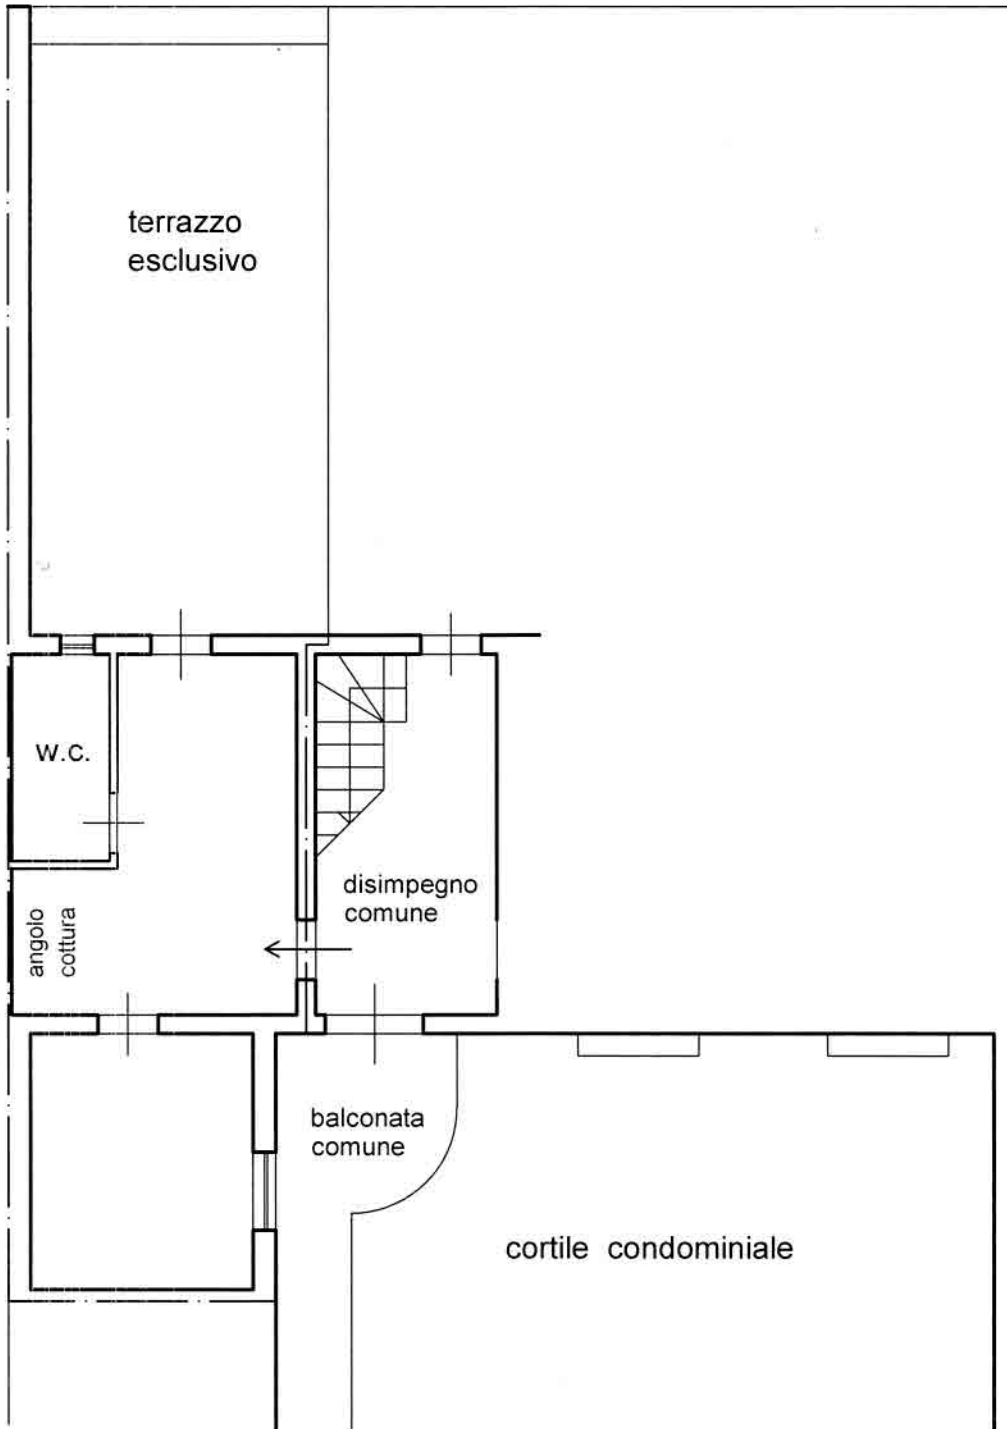 terrazzo
esclusivo
W.C.
disimpegno
comune
angolo
cottura
balconata
comune
cortile condominiale